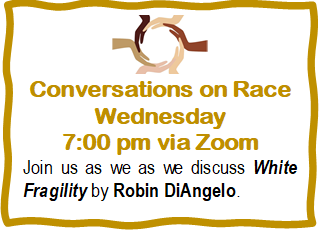 Conversations on Race
Wednesday
7:00 pm via Zoom
Join us as we as we discuss White
Fragility by Robin DiAngelo.